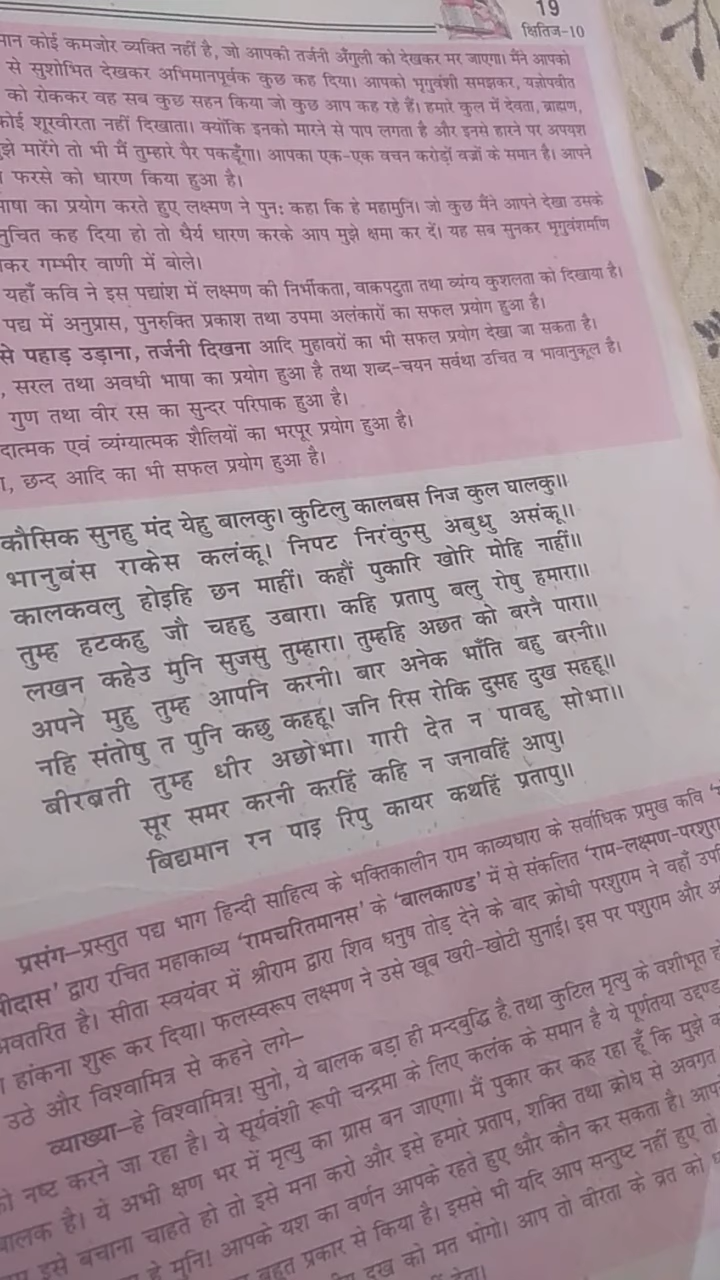 19
क्षितिज-10
मान कोई कमजोर व्यक्ति नहीं है, जो आपकी तर्जनी अँगुली को देखकर मर जाएगा। मैंने आपको
से सुशोभित देखकर अभिमानपूर्वक कुछ कह दिया। आपको भृगुवंशी समझकर, यज्ञोपवीत
को रोककर वह सब कुछ सहन किया जो कुछ आप कह रहे हैं। हमारे कुल में देवता, ब्राह्मण,
कोई शूरवीरता नहीं दिखाता। क्योंकि इनको मारने से पाप लगता है और इनसे हारने पर अपयश
झे मारेंगे तो भी मैं तुम्हारे पैर पकडूँगा। आपका एक-एक वचन करोड़ों वज्रों के समान है। आपने
फरसे को धारण किया हुआ है।
भाषा का प्रयोग करते हुए लक्ष्मण ने पुनः कहा कि हे महामुनि। जो कुछ मैंने आपने देखा उसके
नुचित कह दिया हो तो धैर्य धारण करके आप मुझे क्षमा कर दें। यह सब सुनकर भृगुवंशमणि
कर गम्भीर वाणी में बोले।
यहाँ कवि ने इस पद्यांश में लक्ष्मण की निर्भीकता, वाकपटुता तथा व्यंग्य कुशलता को दिखाया है।
पद्य में अनुप्रास, पुनरुक्ति प्रकाश तथा उपमा अलंकारों का सफल प्रयोग हुआ है।
से पहाड़ उड़ाना, तर्जनी दिखना आदि मुहावरों का भी सफल प्रयोग देखा जा सकता है।
, सरल तथा अवधी भाषा का प्रयोग हुआ है तथा शब्द-चयन सर्वथा उचित व भावानुकूल है।
गुण तथा वीर रस का सुन्दर परिपाक हुआ है।
दात्मक एवं व्यंग्यात्मक शैलियों का भरपूर प्रयोग हुआ है।
, छन्द आदि का भी सफल प्रयोग हुआ है।
कौसिक सुनहु मंद येहु बालकु। कुटिलु कालबस निज कुल घालकु॥
भानुबंस राकेस कलंकू। निपट निरंकुसु अबुधु असंकू॥
कालकवलु होइहि छन माहीं। कहौं पुकारि खोरि मोहि नाहीं॥
तुम्ह हटकहु जौ चहहु उबारा। कहि प्रतापु बलु रोषु हमारा॥
लखन कहेउ मुनि सुजसु तुम्हारा। तुम्हहि अछत को बरनै पारा॥
अपने मुहु तुम्ह आपनि करनी। बार अनेक भाँति बहु बरनी॥
नहि संतोषु त पुनि कछु कहहू। जनि रिस रोकि दुसह दुख सहहू॥
बीरब्रती तुम्ह धीर अछोभा। गारी देत न पावहु सोभा॥
सूर समर करनी करहिं कहि न जनावहिं आपु।
बिद्यमान रन पाइ रिपु कायर कथहिं प्रतापु॥
प्रसंग–प्रस्तुत पद्य भाग हिन्दी साहित्य के भक्तिकालीन राम काव्यधारा के सर्वाधिक प्रमुख कवि
सीदास' द्वारा रचित महाकाव्य 'रामचरितमानस' के 'बालकाण्ड' में से संकलित 'राम-लक्ष्मण-परशुरा
अवतरित है। सीता स्वयंवर में श्रीराम द्वारा शिव धनुष तोड़ देने के बाद क्रोधी परशुराम ने वहाँ उप
हांकना शुरू कर दिया। फलस्वरूप लक्ष्मण ने उसे खूब खरी-खोटी सुनाई। इस पर पशुराम और अ
उठे और विश्वामित्र से कहने लगे–
व्याख्या–हे विश्वामित्र! सुनो, ये बालक बड़ा ही मन्दबुद्धि है, तथा कुटिल मृत्यु के वशीभूत ह
को नष्ट करने जा रहा है। ये सूर्यवंशी रूपी चन्द्रमा के लिए कलंक के समान है ये पूर्णतया उद्दण्ड
बालक है। ये अभी क्षण भर में मृत्यु का ग्रास बन जाएगा। मैं पुकार कर कह रहा हूँ कि मुझे
इसे बचाना चाहते हो तो इसे मना करो और इसे हमारे प्रताप, शक्ति तथा क्रोध से अवगत
हे मुनि! आपके यश का वर्णन आपके रहते हुए और कौन कर सकता है। आप
बहुत प्रकार से किया है। इससे भी यदि आप सन्तुष्ट नहीं हुए तो
दुख को मत भोगो। आप तो वीरता के व्रत को